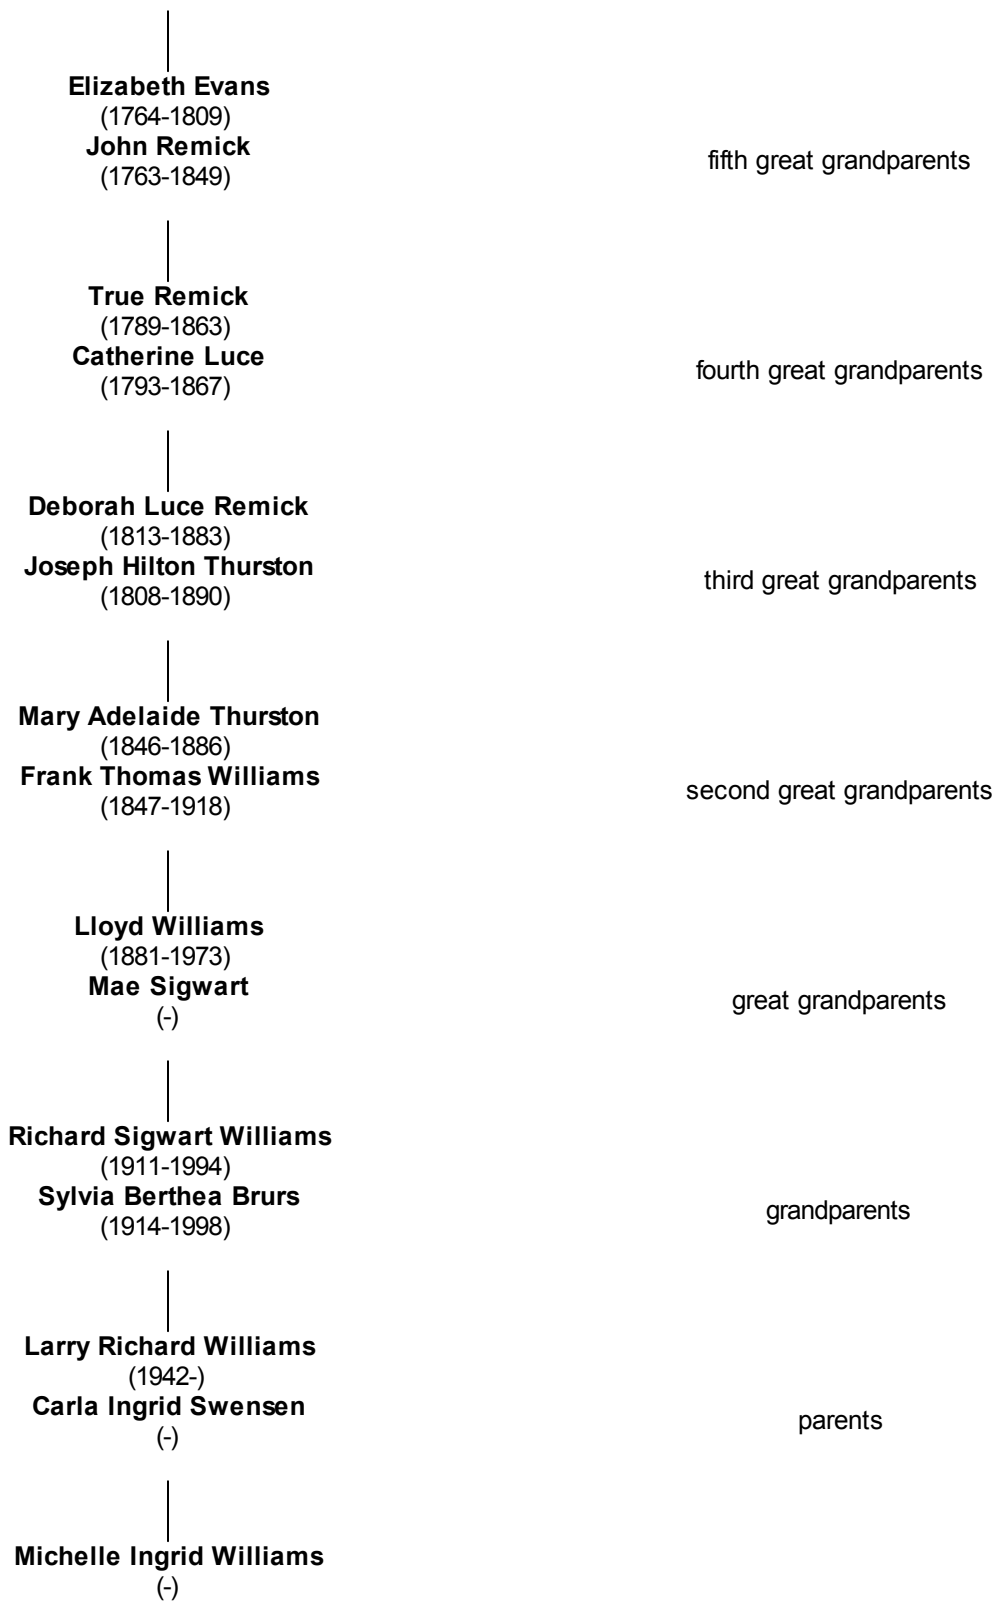 Elizabeth Evans
(1764-1809)
John Remick
(1763-1849)
fifth great grandparents
True Remick
(1789-1863)
Catherine Luce
(1793-1867)
fourth great grandparents
Deborah Luce Remick
(1813-1883)
Joseph Hilton Thurston
(1808-1890)
third great grandparents
Mary Adelaide Thurston
(1846-1886)
Frank Thomas Williams
(1847-1918)
second great grandparents
Lloyd Williams
(1881-1973)
Mae Sigwart
(-)
great grandparents
Richard Sigwart Williams
(1911-1994)
Sylvia Berthea Brurs
(1914-1998)
grandparents
Larry Richard Williams
(1942-)
Carla Ingrid Swensen
(-)
parents
Michelle Ingrid Williams
(-)